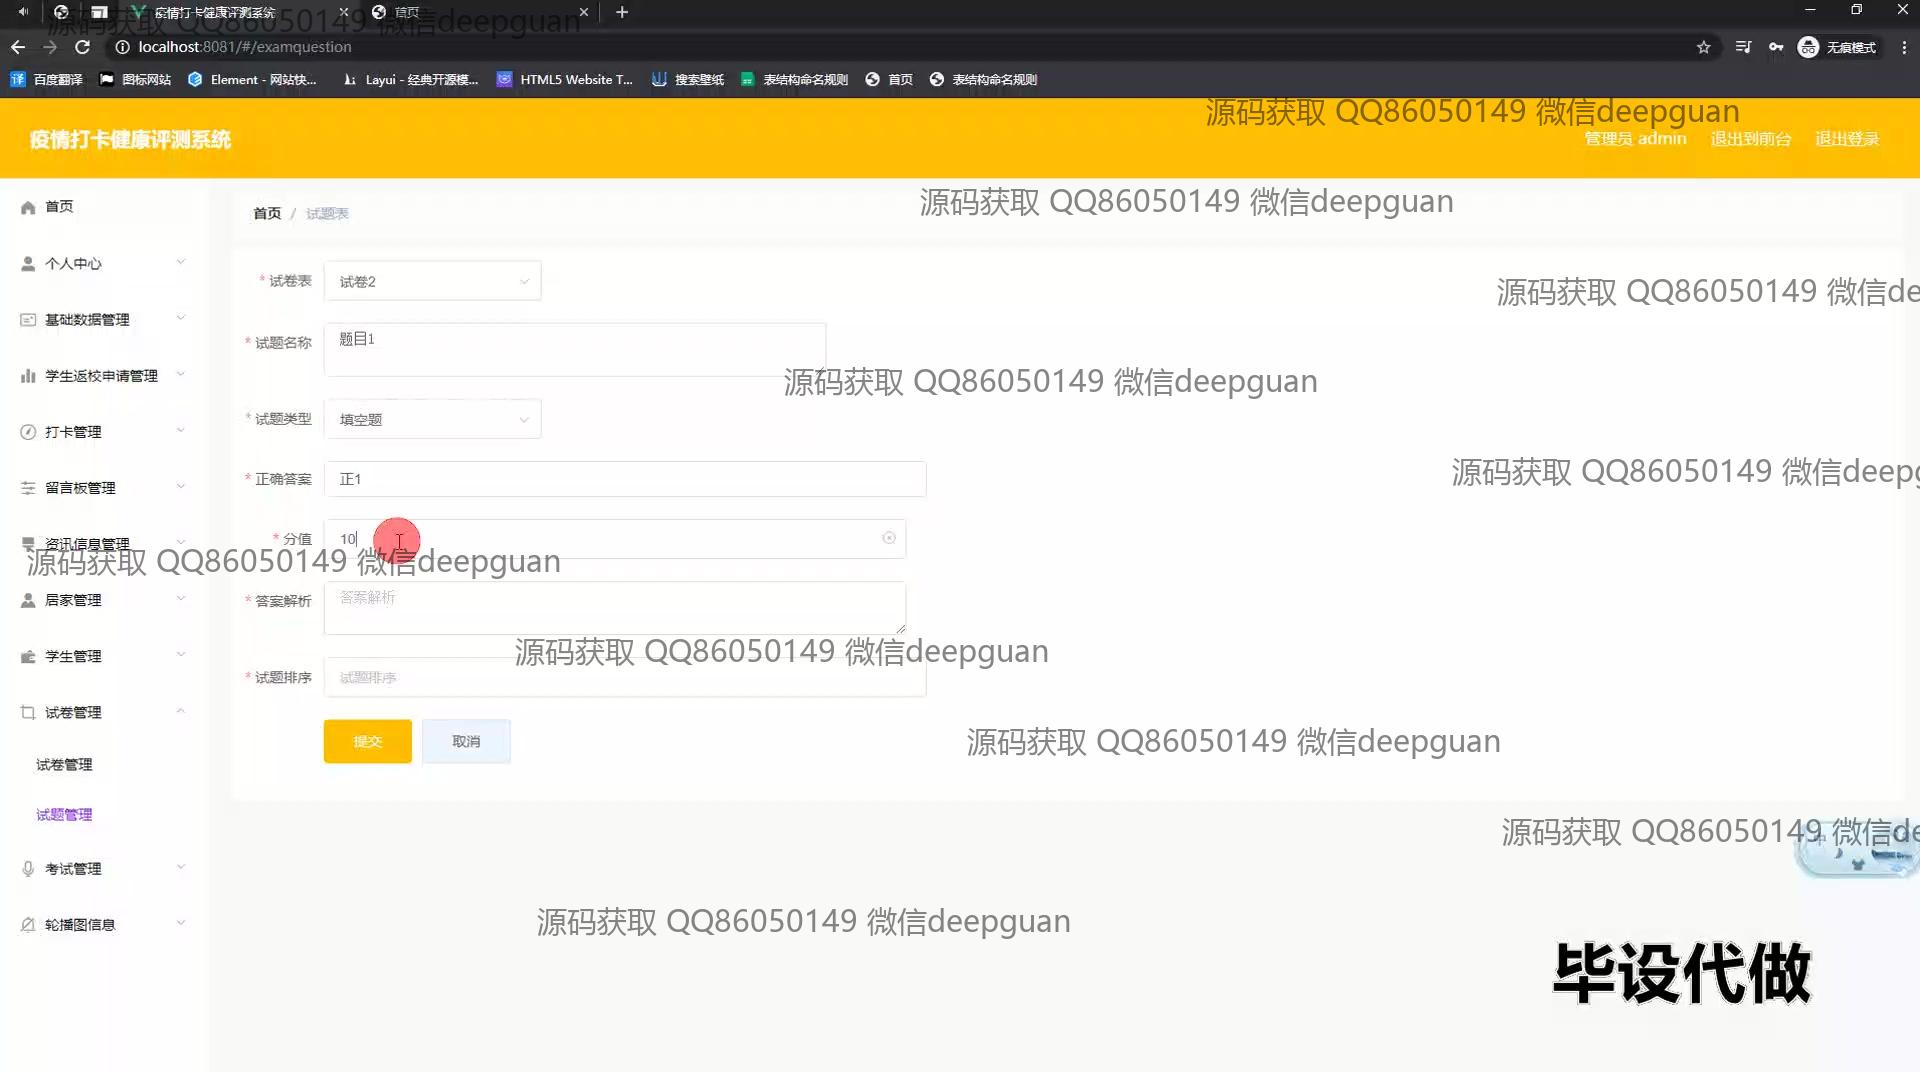 疫情打卡健康评测系统
首页
源码获取 QQ86050149 微信deepguan
localhost:8081/#/examquestion
无痕模式
百度翻译
图标网站
Element - 网站快...
Layui - 经典开源模...
HTML5 Website T...
搜索壁纸
表结构命名规则
首页
表结构命名规则
源码获取 QQ86050149 微信deepguan
疫情打卡健康评测系统
管理员 admin
退出到前台
退出登录
源码获取 QQ86050149 微信deepguan
首页
首页 / 试题表
个人中心
* 试卷表
试卷2
源码获取 QQ86050149 微信de
基础数据管理
* 试题名称
题目1
学生返校申请管理
源码获取 QQ86050149 微信deepguan
* 试题类型
填空题
打卡管理
源码获取 QQ86050149 微信deepg
* 正确答案
正1
留言板管理
* 分值
10
资讯信息管理
源码获取 QQ86050149 微信deepguan
居家管理
* 答案解析
答案解析
学生管理
源码获取 QQ86050149 微信deepguan
* 试题排序
试题排序
试卷管理
提交
取消
源码获取 QQ86050149 微信deepguan
试卷管理
试题管理
源码获取 QQ86050149 微信de
中
考试管理
轮播图信息
源码获取 QQ86050149 微信deepguan
毕设代做